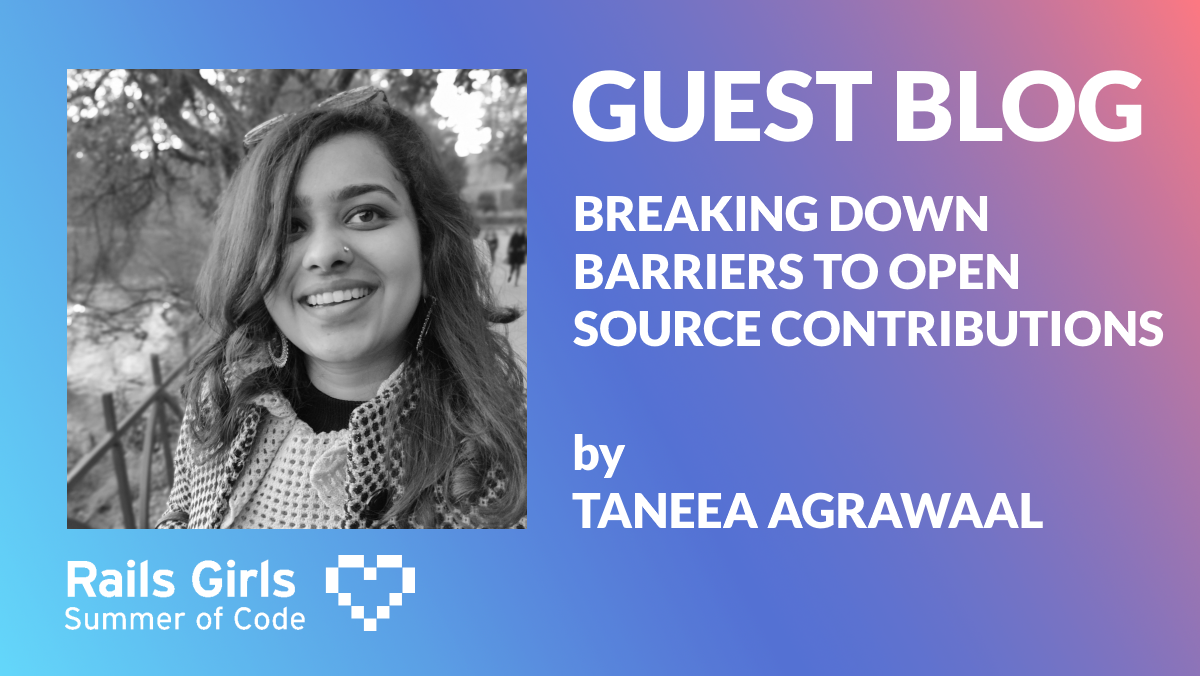 GUEST BLOG
BREAKING DOWN
BARRIERS TO OPEN
SOURCE CONTRIBUTIONS
by
TANEEA AGRAWAAL
Rails Girls
Summer of Code